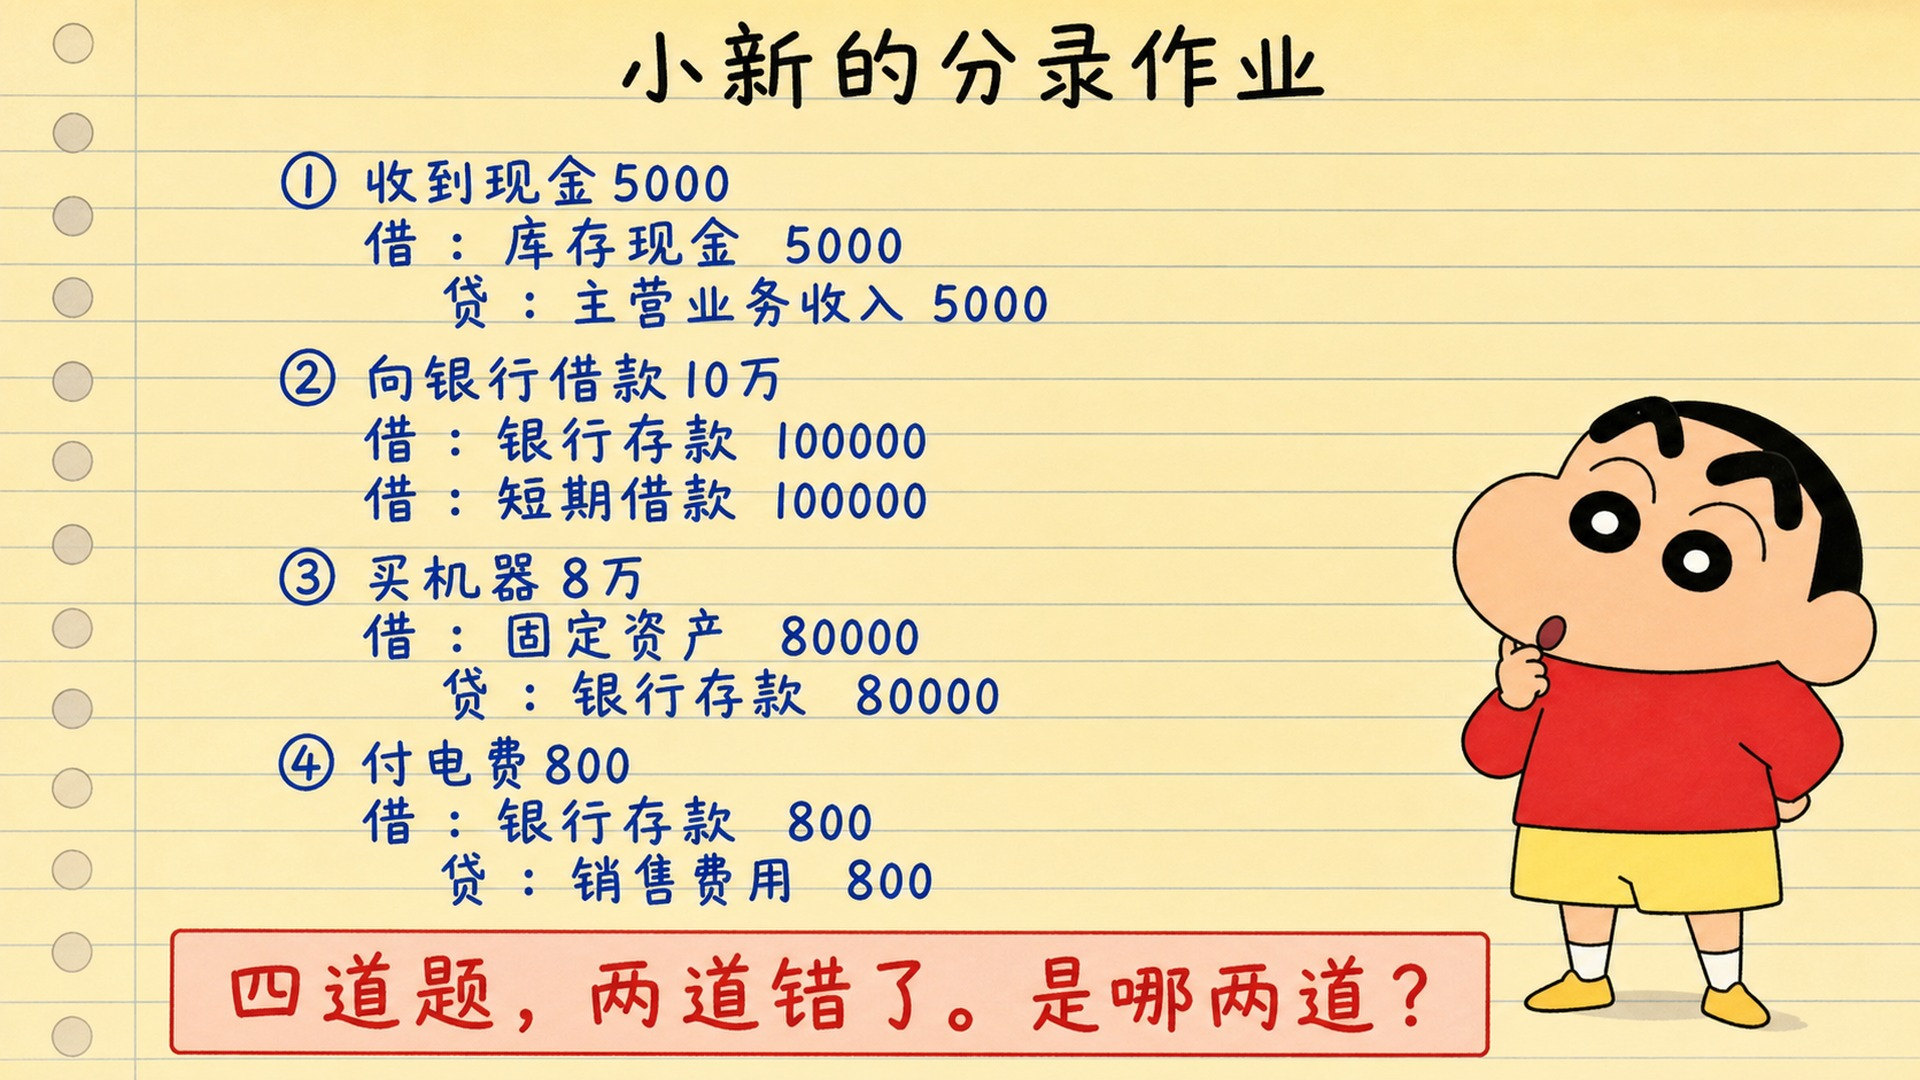 小新的分录作业
① 收到现金5000
借：库存现金 5000
贷：主营业务收入 5000
② 向银行借款10万
借：银行存款 100000
借：短期借款 100000
③ 买机器8万
借：固定资产 80000
贷：银行存款 80000
④ 付电费800
借：银行存款 800
贷：销售费用 800
四道题，两道错了。是哪两道？